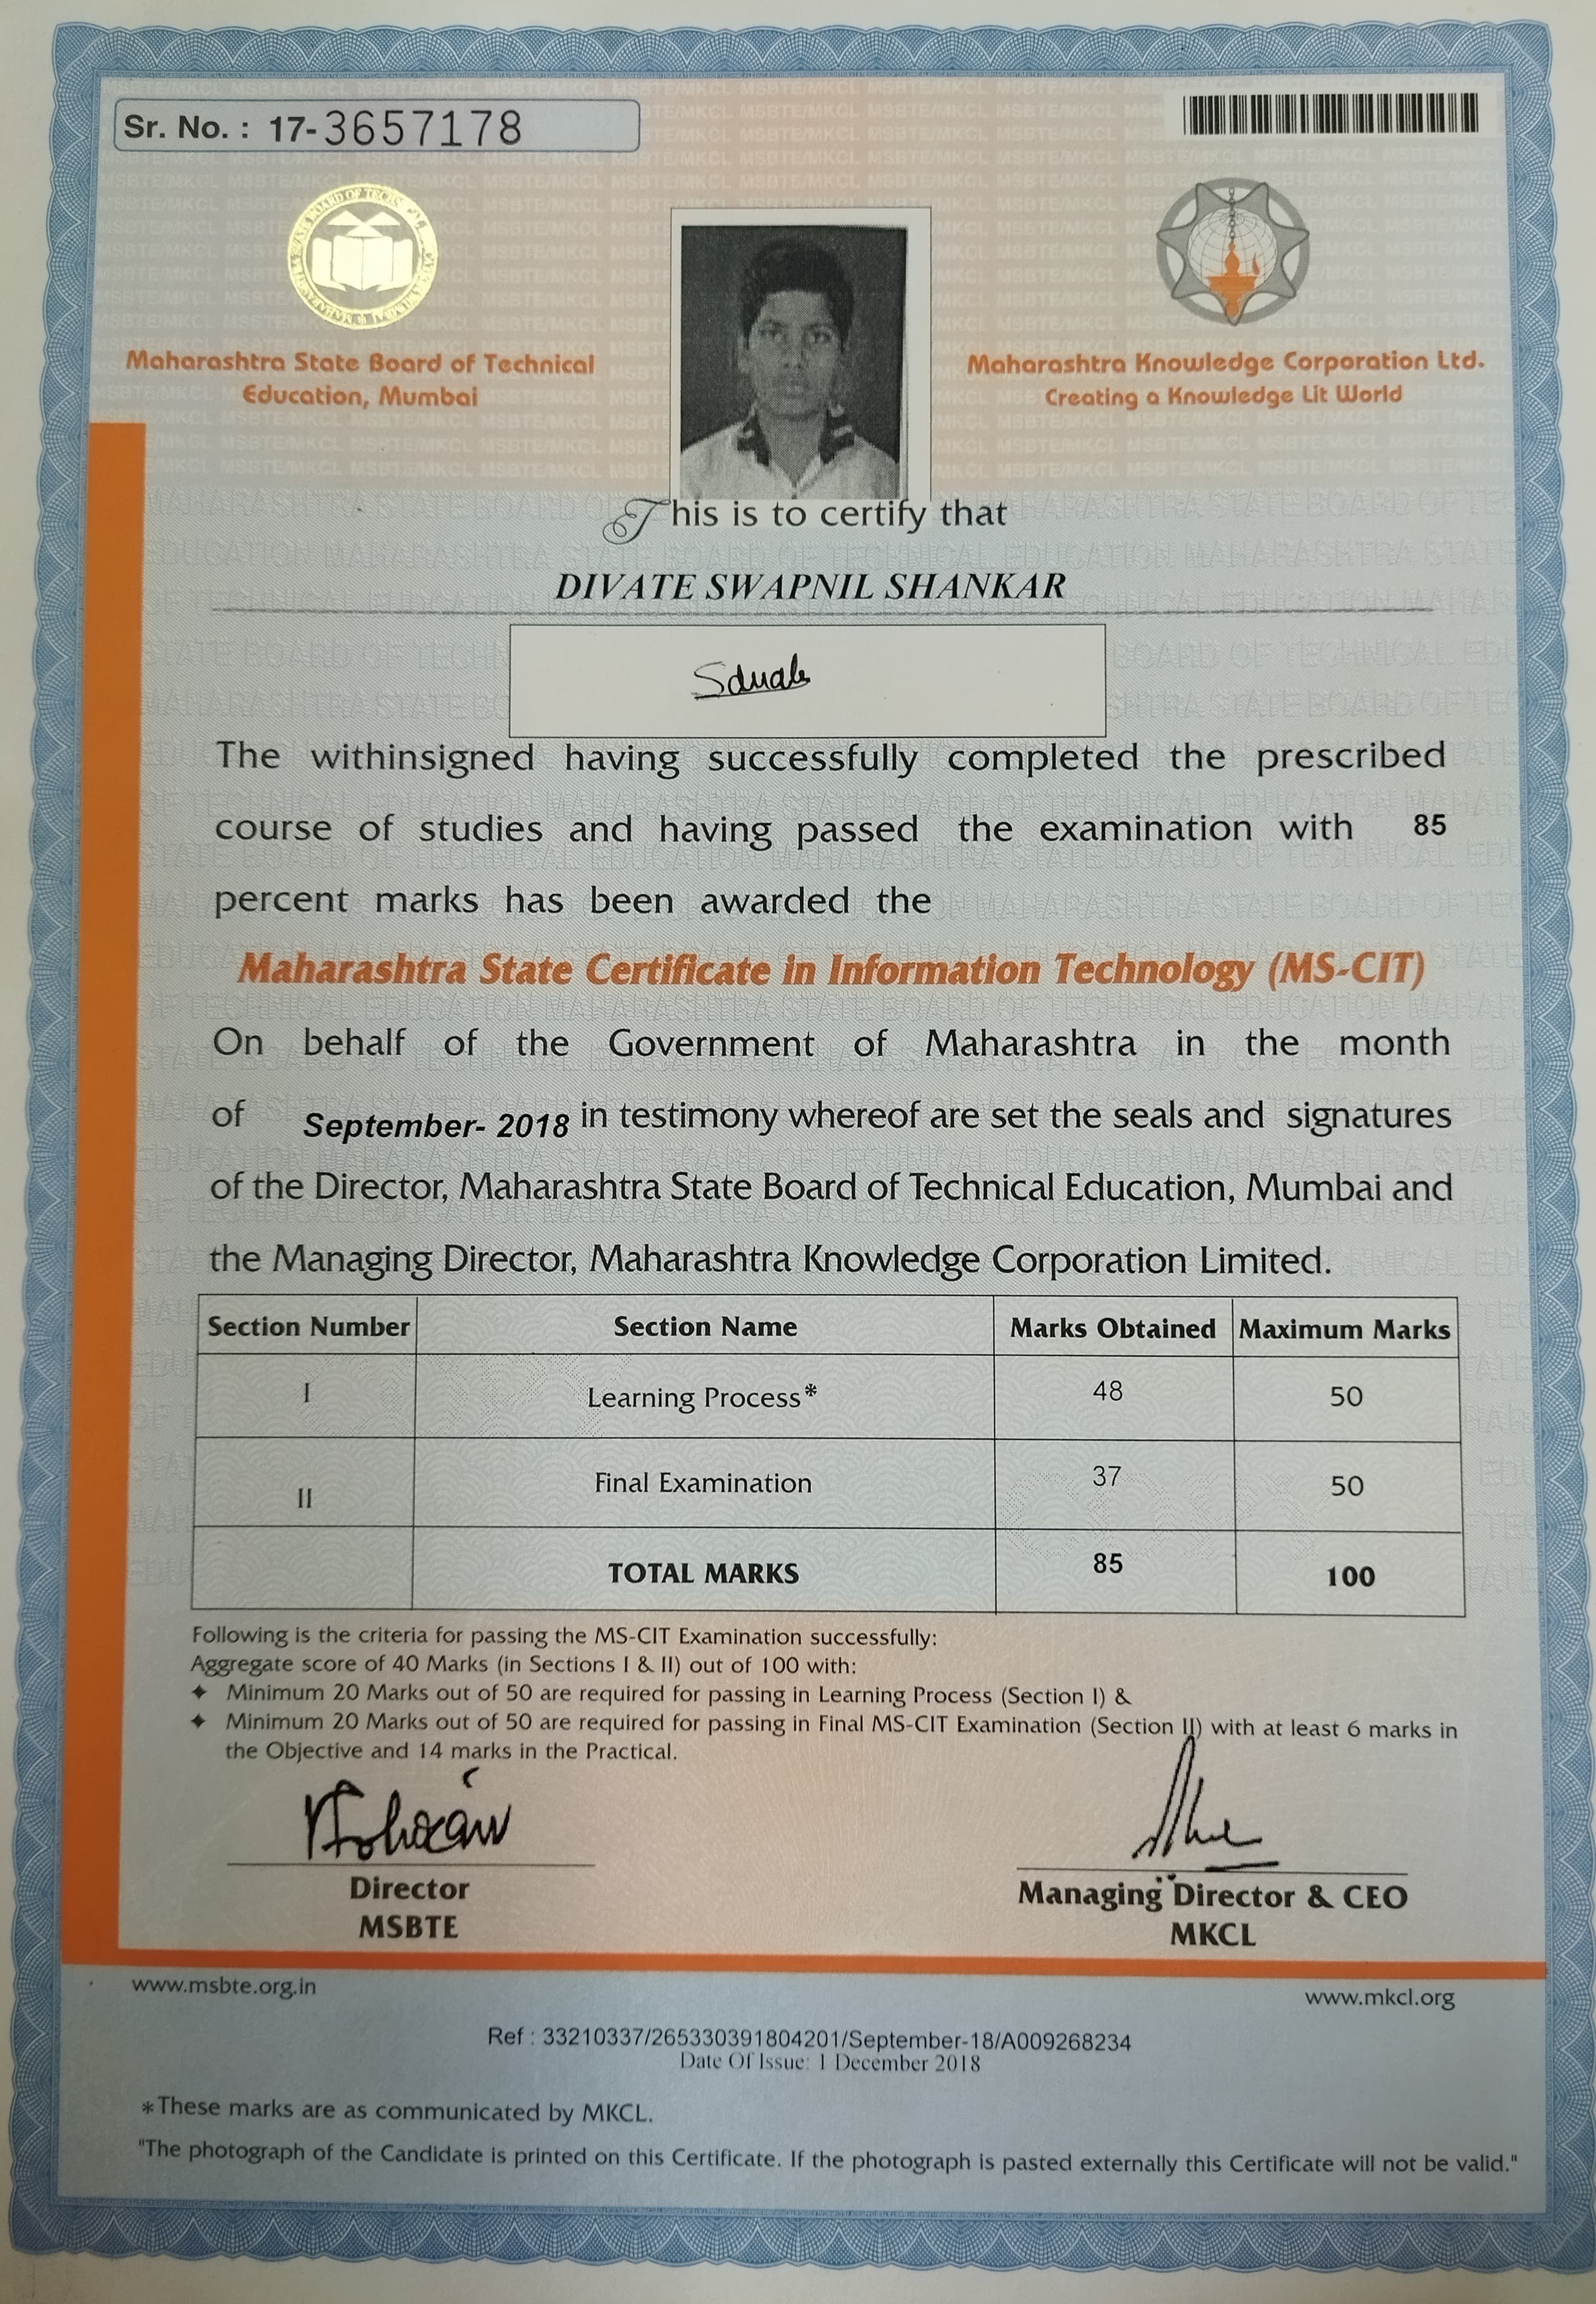 Sr. No. : 17-3657178
Maharashtra State Board of Technical
Education, Mumbai
Maharashtra Knowledge Corporation Ltd.
Creating a Knowledge Lit World
This is to certify that
DIVATE SWAPNIL SHANKAR
The withinsigned having successfully completed the prescribed
course of studies and having passed the examination with 85
percent marks has been awarded the
Maharashtra State Certificate in Information Technology (MS-CIT)
On behalf of the Government of Maharashtra in the month
of September- 2018 in testimony whereof are set the seals and signatures
of the Director, Maharashtra State Board of Technical Education, Mumbai and
the Managing Director, Maharashtra Knowledge Corporation Limited.
Section Number Section Name Marks Obtained Maximum Marks
I Learning Process* 48 50
II Final Examination 37 50
TOTAL MARKS 85 100
Following is the criteria for passing the MS-CIT Examination successfully:
Aggregate score of 40 Marks (in Sections I & II) out of 100 with:
✦ Minimum 20 Marks out of 50 are required for passing in Learning Process (Section I) &
✦ Minimum 20 Marks out of 50 are required for passing in Final MS-CIT Examination (Section II) with at least 6 marks in
the Objective and 14 marks in the Practical.
Director
MSBTE
Managing Director & CEO
MKCL
www.msbte.org.in
www.mkcl.org
Ref : 33210337/265330391804201/September-18/A009268234
Date Of Issue: 1 December 2018
*These marks are as communicated by MKCL.
"The photograph of the Candidate is printed on this Certificate. If the photograph is pasted externally this Certificate will not be valid."